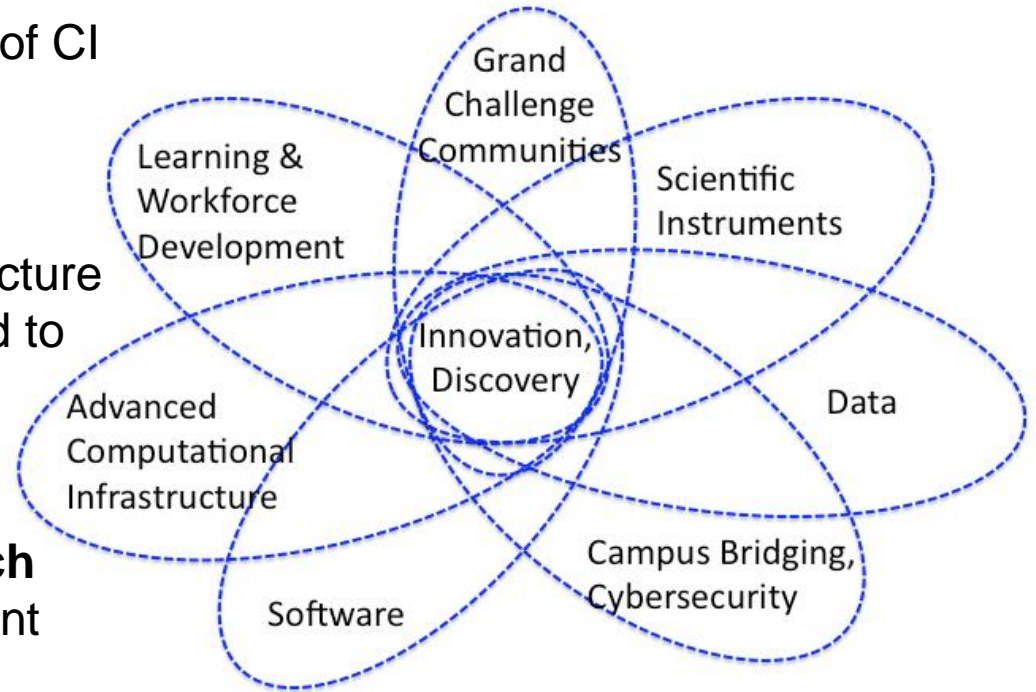 of CI
cture
d to
ch
nt
Grand
Challenge
Communities
Learning &
Workforce
Development
Scientific
Instruments
Innovation,
Discovery
Data
Advanced
Computational
Infrastructure
Campus Bridging,
Cybersecurity
Software